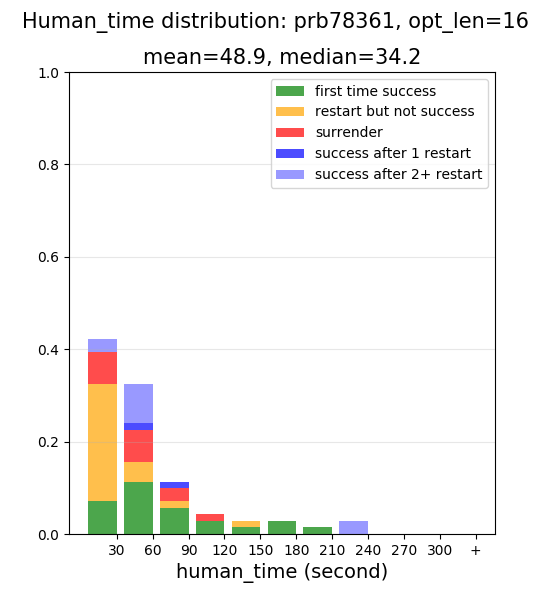 Human_time distribution: prb78361, opt_len=16
mean=48.9, median=34.2
1.0
first time success
restart but not success
surrender
success after 1 restart
success after 2+ restart
0.8
0.6
0.4
0.2
0.0
30 60 90 120 150 180 210 240 270 300 +
human_time (second)